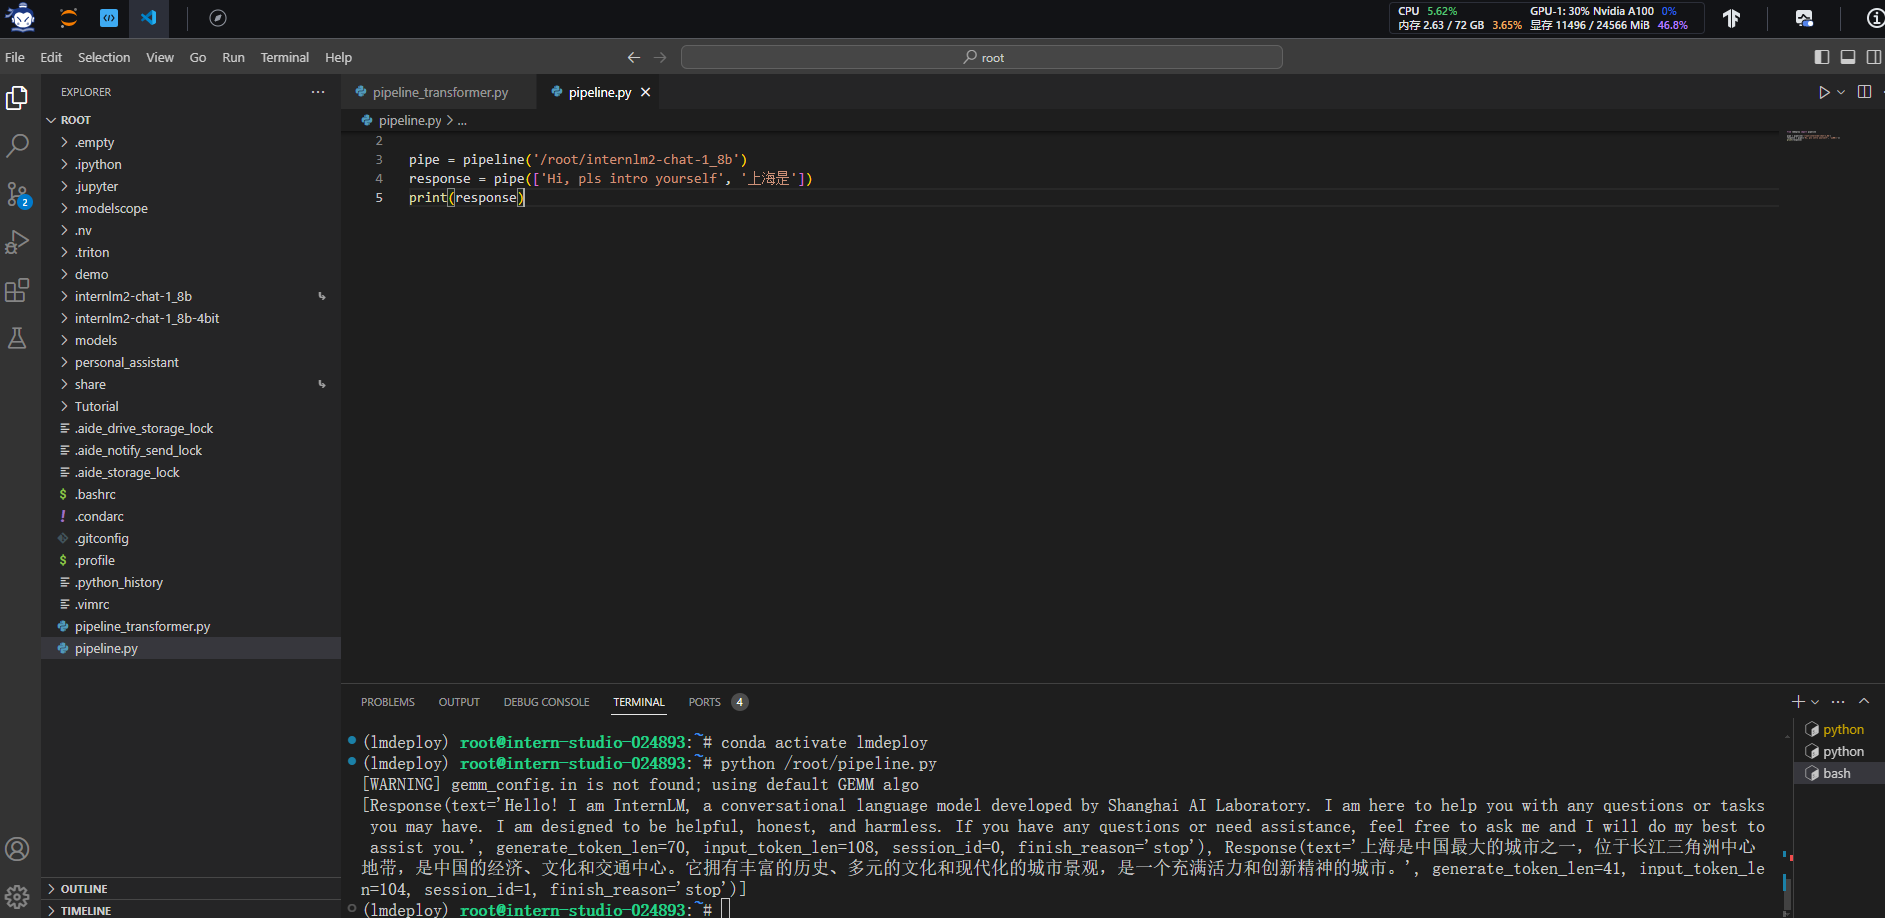 CPU 5.62% GPU-1: 30% Nvidia A100 0%
内存 2.63 / 72 GB 3.65% 显存 11496 / 24566 MiB 46.8%
File Edit Selection View Go Run Terminal Help
root
EXPLORER
pipeline_transformer.py
pipeline.py
ROOT
pipeline.py > ...
.empty
.ipython
.jupyter
.modelscope
.nv
.triton
demo
internlm2-chat-1_8b
internlm2-chat-1_8b-4bit
models
personal_assistant
share
Tutorial
.aide_drive_storage_lock
.aide_notify_send_lock
.aide_storage_lock
.bashrc
.condarc
.gitconfig
.profile
.python_history
.vimrc
pipeline_transformer.py
pipeline.py
OUTLINE
TIMELINE
2
2
3 pipe = pipeline('/root/internlm2-chat-1_8b')
4 response = pipe(['Hi, pls intro yourself', '上海是'])
5 print(response)
PROBLEMS OUTPUT DEBUG CONSOLE TERMINAL PORTS 4
(lmdeploy) root@intern-studio-024893:~# conda activate lmdeploy
(lmdeploy) root@intern-studio-024893:~# python /root/pipeline.py
[WARNING] gemm_config.in is not found; using default GEMM algo
[Response(text='Hello! I am InternLM, a conversational language model developed by Shanghai AI Laboratory. I am here to help you with any questions or tasks
you may have. I am designed to be helpful, honest, and harmless. If you have any questions or need assistance, feel free to ask me and I will do my best to
assist you.', generate_token_len=70, input_token_len=108, session_id=0, finish_reason='stop'), Response(text='上海是中国最大的城市之一，位于长江三角洲中心
地带，是中国的经济、文化和交通中心。它拥有丰富的历史、多元的文化和现代化的城市景观，是一个充满活力和创新精神的城市。', generate_token_len=41, input_token_le
n=104, session_id=1, finish_reason='stop')]
(lmdeploy) root@intern-studio-024893:~#
python
python
bash